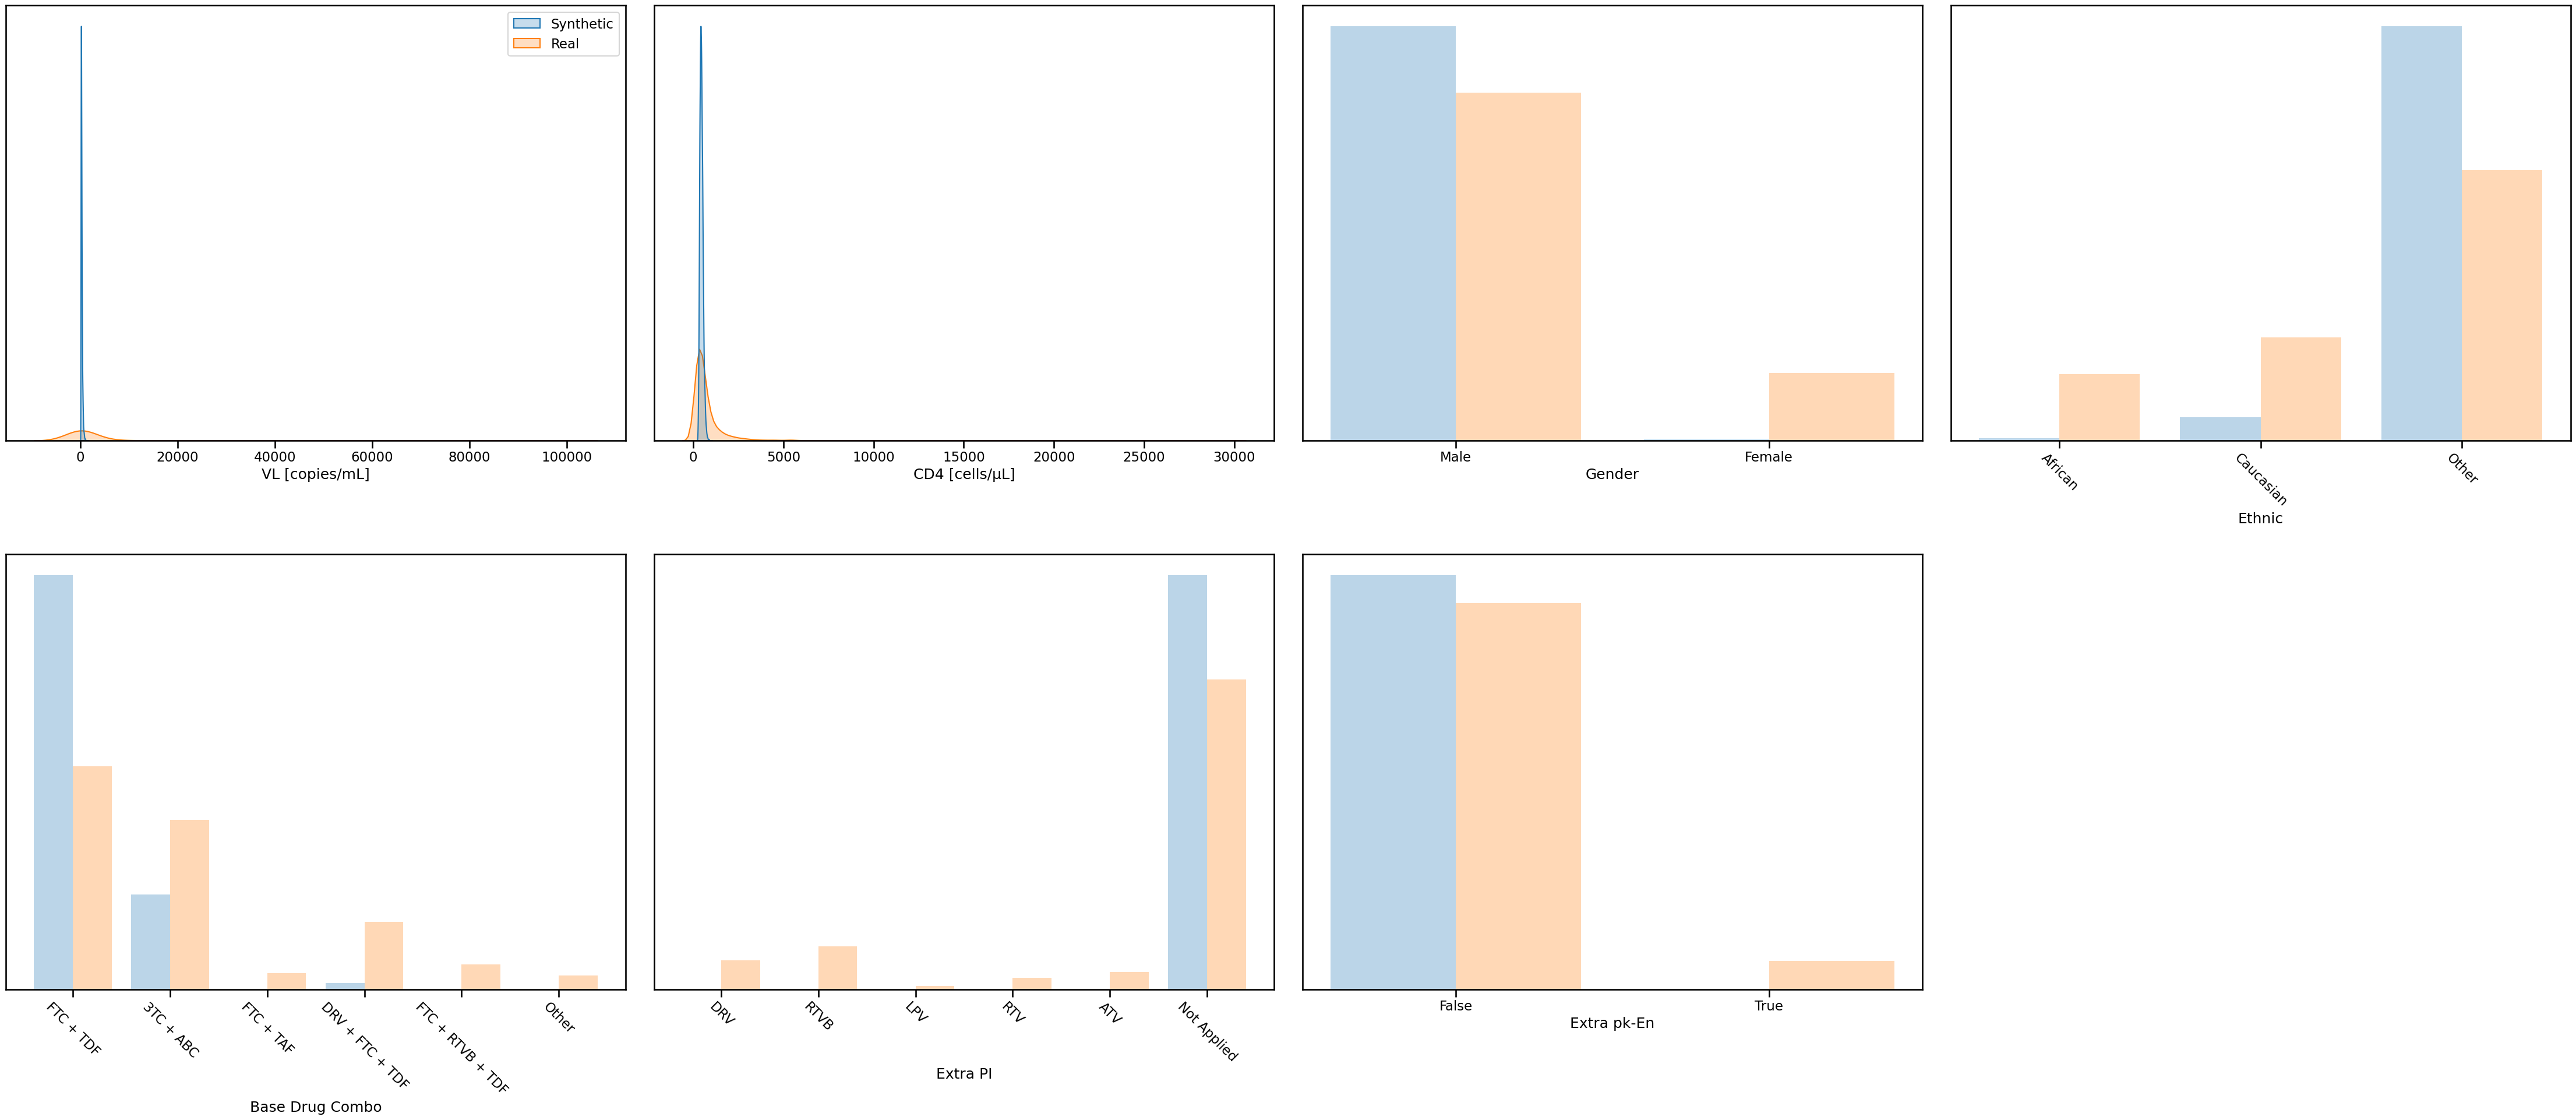 Synthetic
Real
0 20000 40000 60000 80000 100000
VL [copies/mL]
0 5000 10000 15000 20000 25000 30000
CD4 [cells/µL]
Male Female
Gender
African Caucasian Other
Ethnic
FTC + TDF 3TC + ABC FTC + TAF DRV + FTC + TDF FTC + RTVB + TDF Other
Base Drug Combo
DRV RTVB LPV RTV ATV Not Applied
Extra PI
False True
Extra pk-En